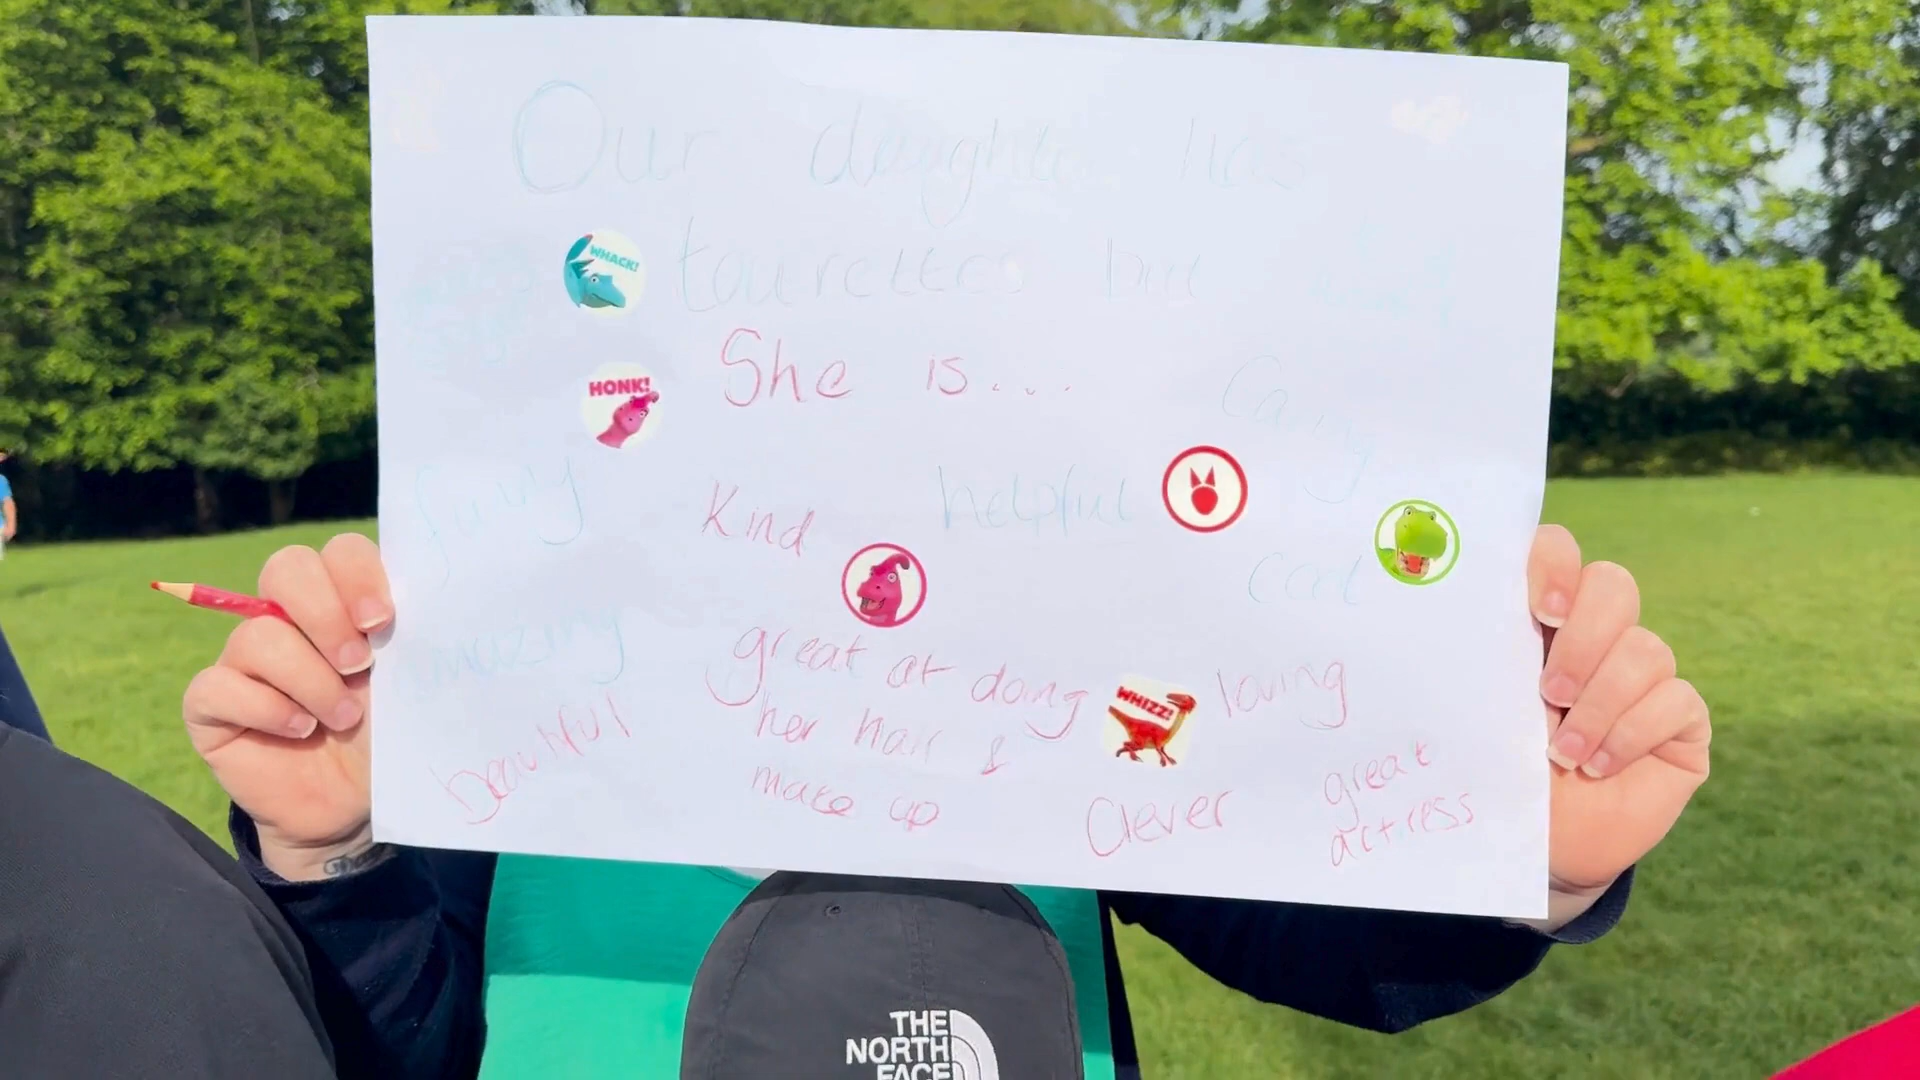 Our daughter has
WHACK!
tourettes but
HONK!
She is...
Caring
funny
Kind
helpful
Cool
amazing
great at doing
her hair &
make up
WHIZZ!
loving
beautiful
Clever
great
actress
THE
NORTH
FACE